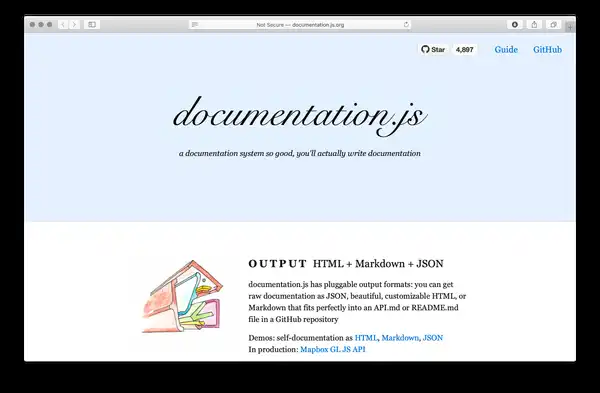 Not Secure — documentation.js.org
Star 4,897 Guide GitHub
documentation.js
a documentation system so good, you'll actually write documentation
OUTPUT HTML + Markdown + JSON
documentation.js has pluggable output formats: you can get
raw documentation as JSON, beautiful, customizable HTML, or
Markdown that fits perfectly into an API.md or README.md
file in a GitHub repository
Demos: self-documentation as HTML, Markdown, JSON
In production: Mapbox GL JS API